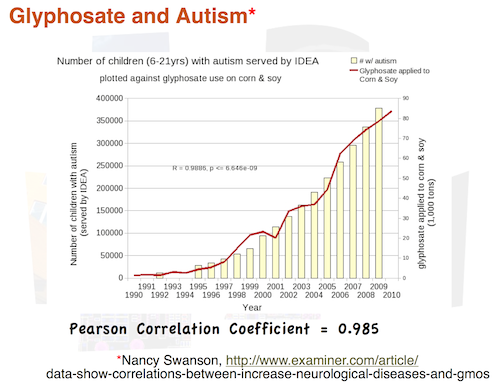 Glyphosate and Autism*
Number of children (6-21yrs) with autism served by IDEA
plotted against glyphosate use on corn & soy
# w/ autism
Glyphosate applied to
Corn & Soy
400000
350000
300000
250000
200000
150000
100000
50000
0
Number of children with autism
(served by IDEA)
R = 0.9886, p <= 6.646e-09
90
80
70
60
50
40
30
20
10
0
glyphosate applied to corn & soy
(1,000 tons)
1991 1993 1995 1997 1999 2001 2003 2005 2007 2009
1990 1992 1994 1996 1998 2000 2002 2004 2006 2008 2010
Year
Pearson Correlation Coefficient = 0.985
*Nancy Swanson, http://www.examiner.com/article/
data-show-correlations-between-increase-neurological-diseases-and-gmos